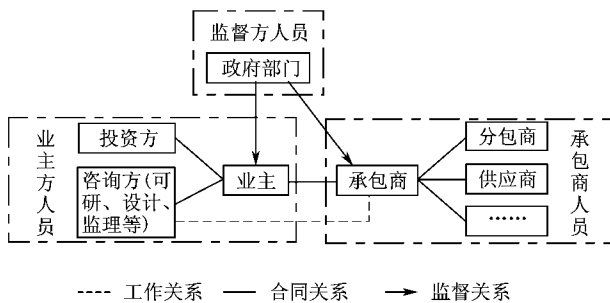 监督方人员
政府部门
业主方人员
投资方
咨询方(可
研、设计、
监理等)
业主
承包商
分包商
供应商
……
承包商人员
工作关系
合同关系
监督关系